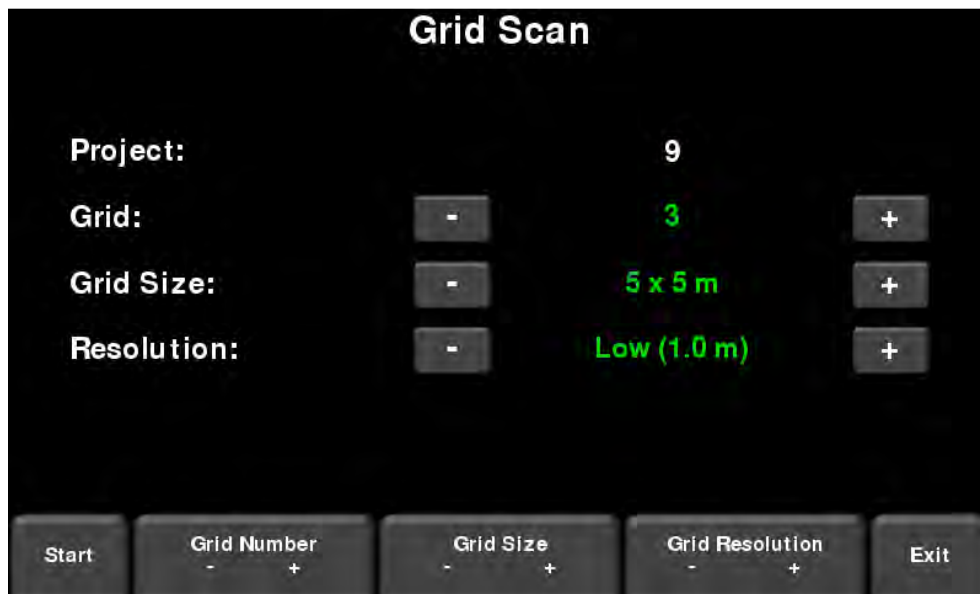 Grid Scan
Project: 9
Grid: - 3 +
Grid Size: - 5 x 5 m +
Resolution: - Low (1.0 m) +
Start Grid Number Grid Size Grid Resolution Exit
- + - + - +